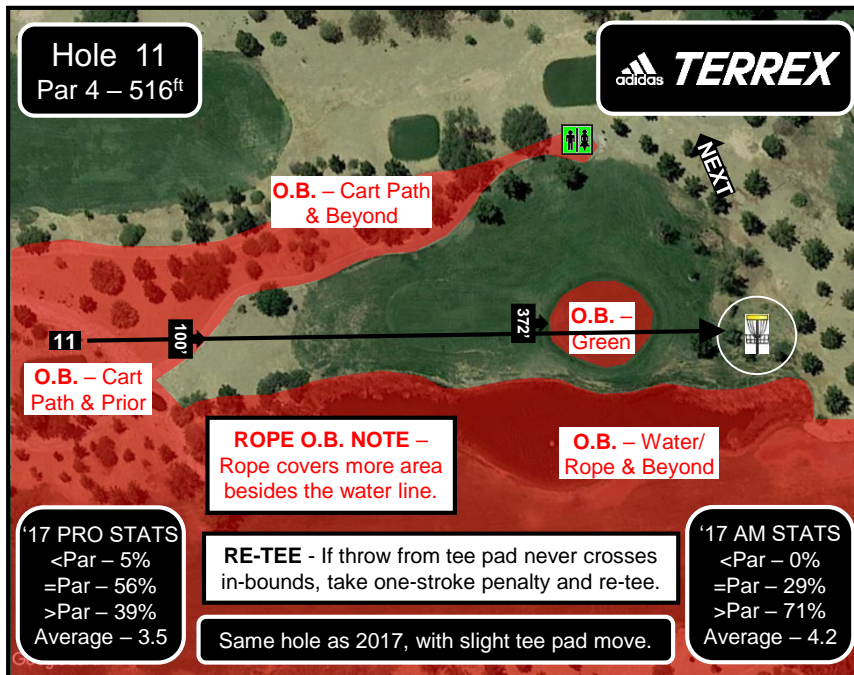 Hole 11
Par 4 – 516ft
adidas TERREX
NEXT
O.B. – Cart Path
& Beyond
11
100’
372’
O.B. –
Green
O.B. – Cart
Path & Prior
ROPE O.B. NOTE –
Rope covers more area
besides the water line.
O.B. – Water/
Rope & Beyond
‘17 PRO STATS
<Par – 5%
=Par – 56%
>Par – 39%
Average – 3.5
RE-TEE - If throw from tee pad never crosses
in-bounds, take one-stroke penalty and re-tee.
Same hole as 2017, with slight tee pad move.
‘17 AM STATS
<Par – 0%
=Par – 29%
>Par – 71%
Average – 4.2